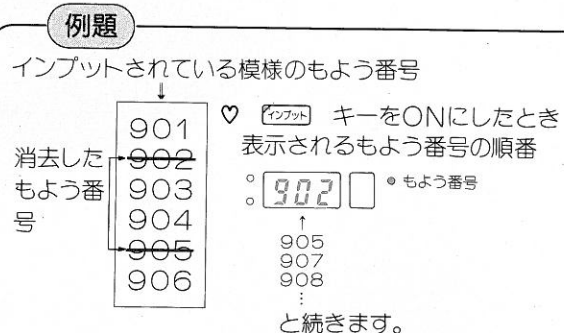 例題
インプットされている模様のもよう番号
↓
901
902
903
904
905
906
消去した
もよう番
号
♡ インプット キーをONにしたとき
表示されるもよう番号の順番
902 ● もよう番号
↑
905
907
908
⋮
と続きます。